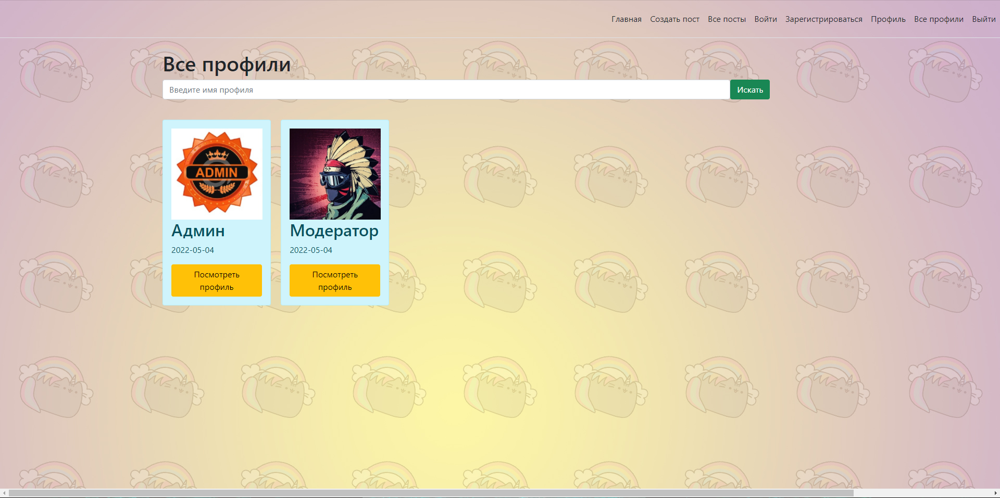 Главная Создать пост Все посты Войти Зарегистрироваться Профиль Все профили Выйти
Все профили
Введите имя профиля Искать
ADMIN
Админ
2022-05-04
Посмотреть
профиль
Модератор
2022-05-04
Посмотреть
профиль